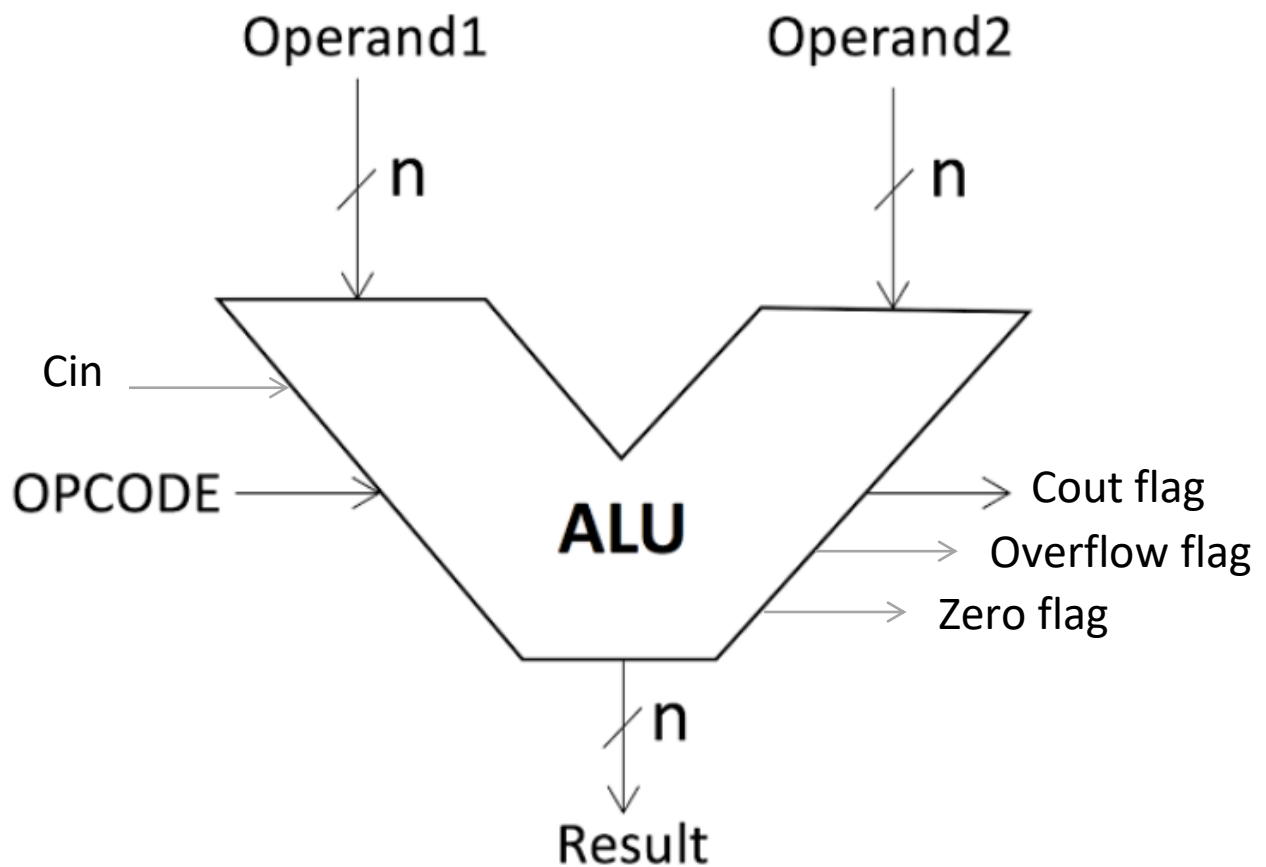 Operand1 Operand2
n n
Cin
OPCODE
ALU
Cout flag
Overflow flag
Zero flag
n
Result